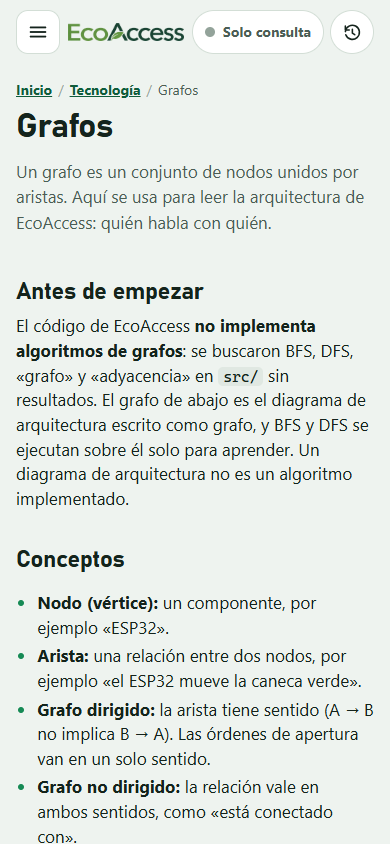 EcoAccess
Solo consulta
Inicio / Tecnología / Grafos
Grafos
Un grafo es un conjunto de nodos unidos por
aristas. Aquí se usa para leer la arquitectura de
EcoAccess: quién habla con quién.
Antes de empezar
El código de EcoAccess no implementa
algoritmos de grafos: se buscaron BFS, DFS,
«grafo» y «adyacencia» en src/ sin
resultados. El grafo de abajo es el diagrama de
arquitectura escrito como grafo, y BFS y DFS se
ejecutan sobre él solo para aprender. Un
diagrama de arquitectura no es un algoritmo
implementado.
Conceptos
• Nodo (vértice): un componente, por
ejemplo «ESP32».
• Arista: una relación entre dos nodos, por
ejemplo «el ESP32 mueve la caneca verde».
• Grafo dirigido: la arista tiene sentido (A → B
no implica B → A). Las órdenes de apertura
van en un solo sentido.
• Grafo no dirigido: la relación vale en
ambos sentidos, como «está conectado
con».